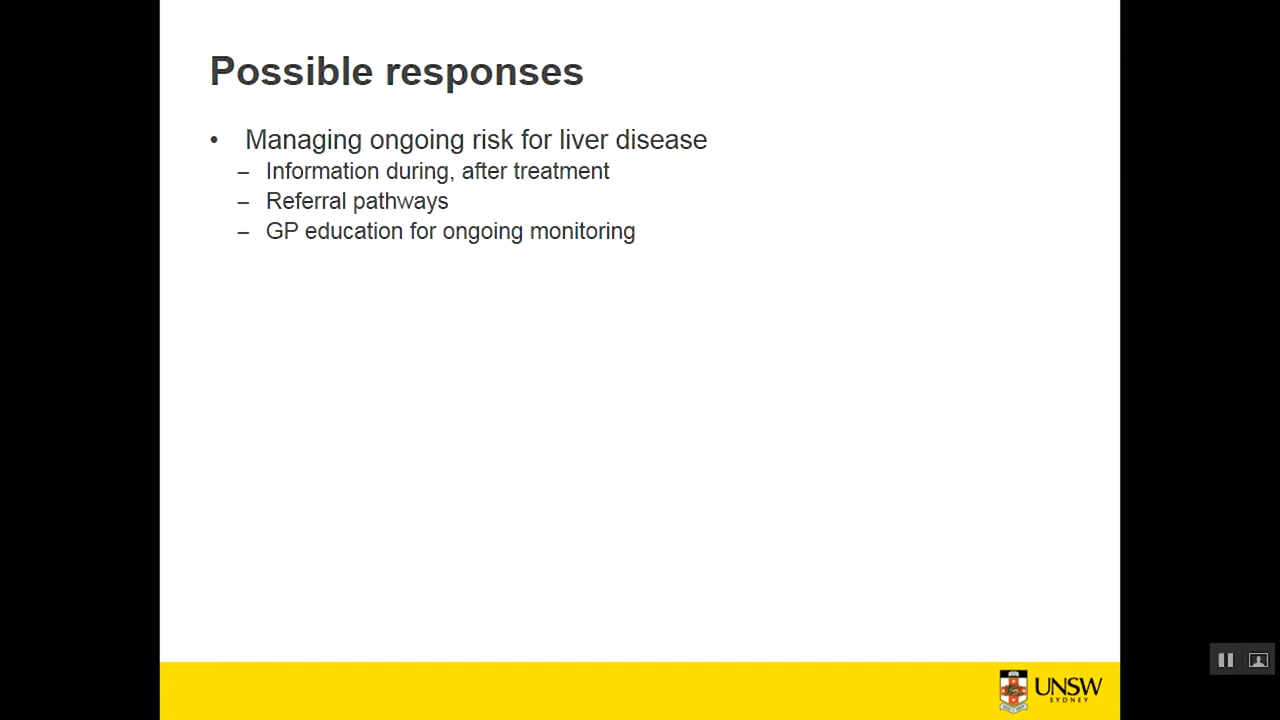 Possible responses
• Managing ongoing risk for liver disease
– Information during, after treatment
– Referral pathways
– GP education for ongoing monitoring
UNSW
SYDNEY